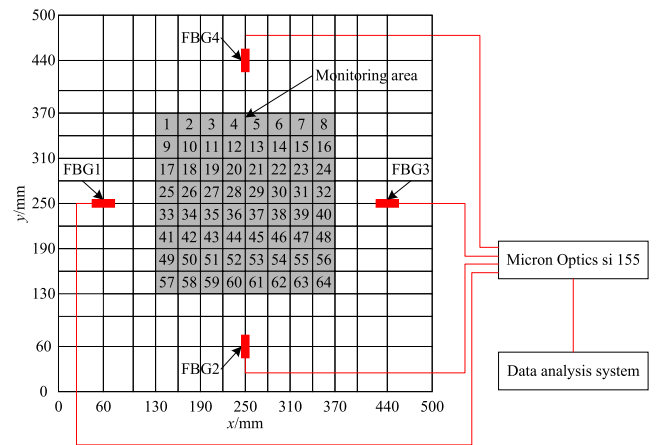 500
FBG4
440
Monitoring area
370
1 2 3 4 5 6 7 8
9 10 11 12 13 14 15 16
310
FBG1
17 18 19 20 21 22 23 24
FBG3
25 26 27 28 29 30 31 32
y/mm
250
33 34 35 36 37 38 39 40
190
41 42 43 44 45 46 47 48
49 50 51 52 53 54 55 56
Micron Optics si 155
130
57 58 59 60 61 62 63 64
60
FBG2
Data analysis system
0
0 60 130 190 250 310 370 440 500
x/mm